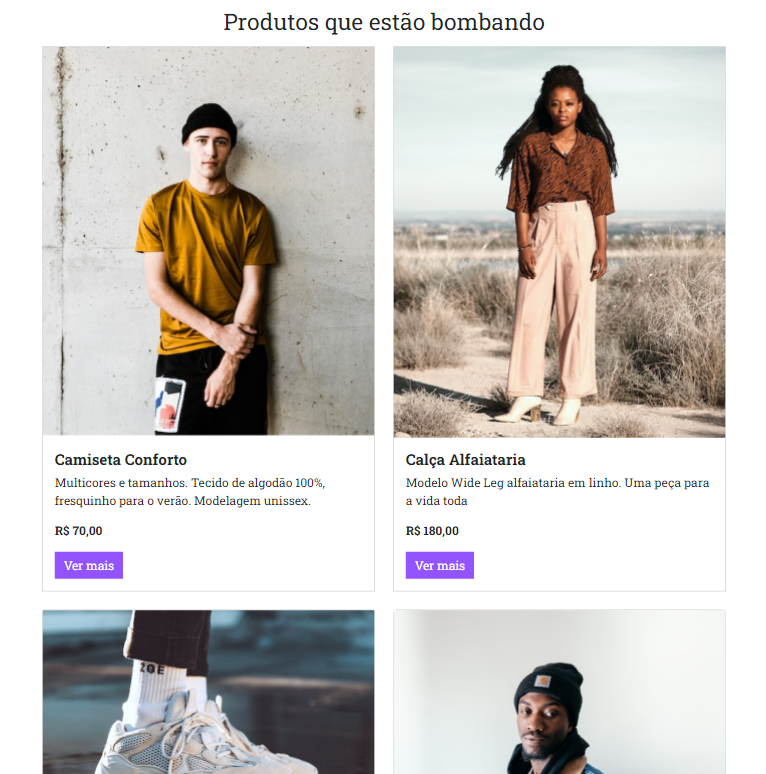 Produtos que estão bombando
Camiseta Conforto
Multicores e tamanhos. Tecido de algodão 100%,
fresquinho para o verão. Modelagem unissex.
R$ 70,00
Ver mais
Calça Alfaiataria
Modelo Wide Leg alfaiataria em linho. Uma peça para
a vida toda
R$ 180,00
Ver mais
ZOE